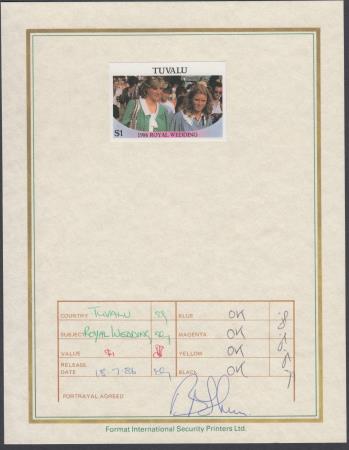 TUVALU
$1
1986 ROYAL WEDDING
COUNTRY TUVALU
BLUE OK
SUBJECT ROYAL WEDDING
MAGENTA OK
VALUE $1
YELLOW OK
RELEASE DATE 18-7-86
BLACK OK
PORTRAYAL AGREED
Format International Security Printers Ltd.